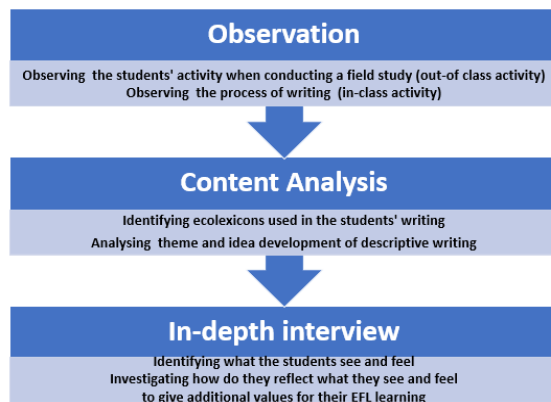 Observation
Observing the students' activity when conducting a field study (out-of class activity)
Observing the process of writing (in-class activity)
Content Analysis
Identifying ecolexicons used in the students' writing
Analysing theme and idea development of descriptive writing
In-depth interview
Identifying what the students see and feel
Investigating how do they reflect what they see and feel
to give additional values for their EFL learning